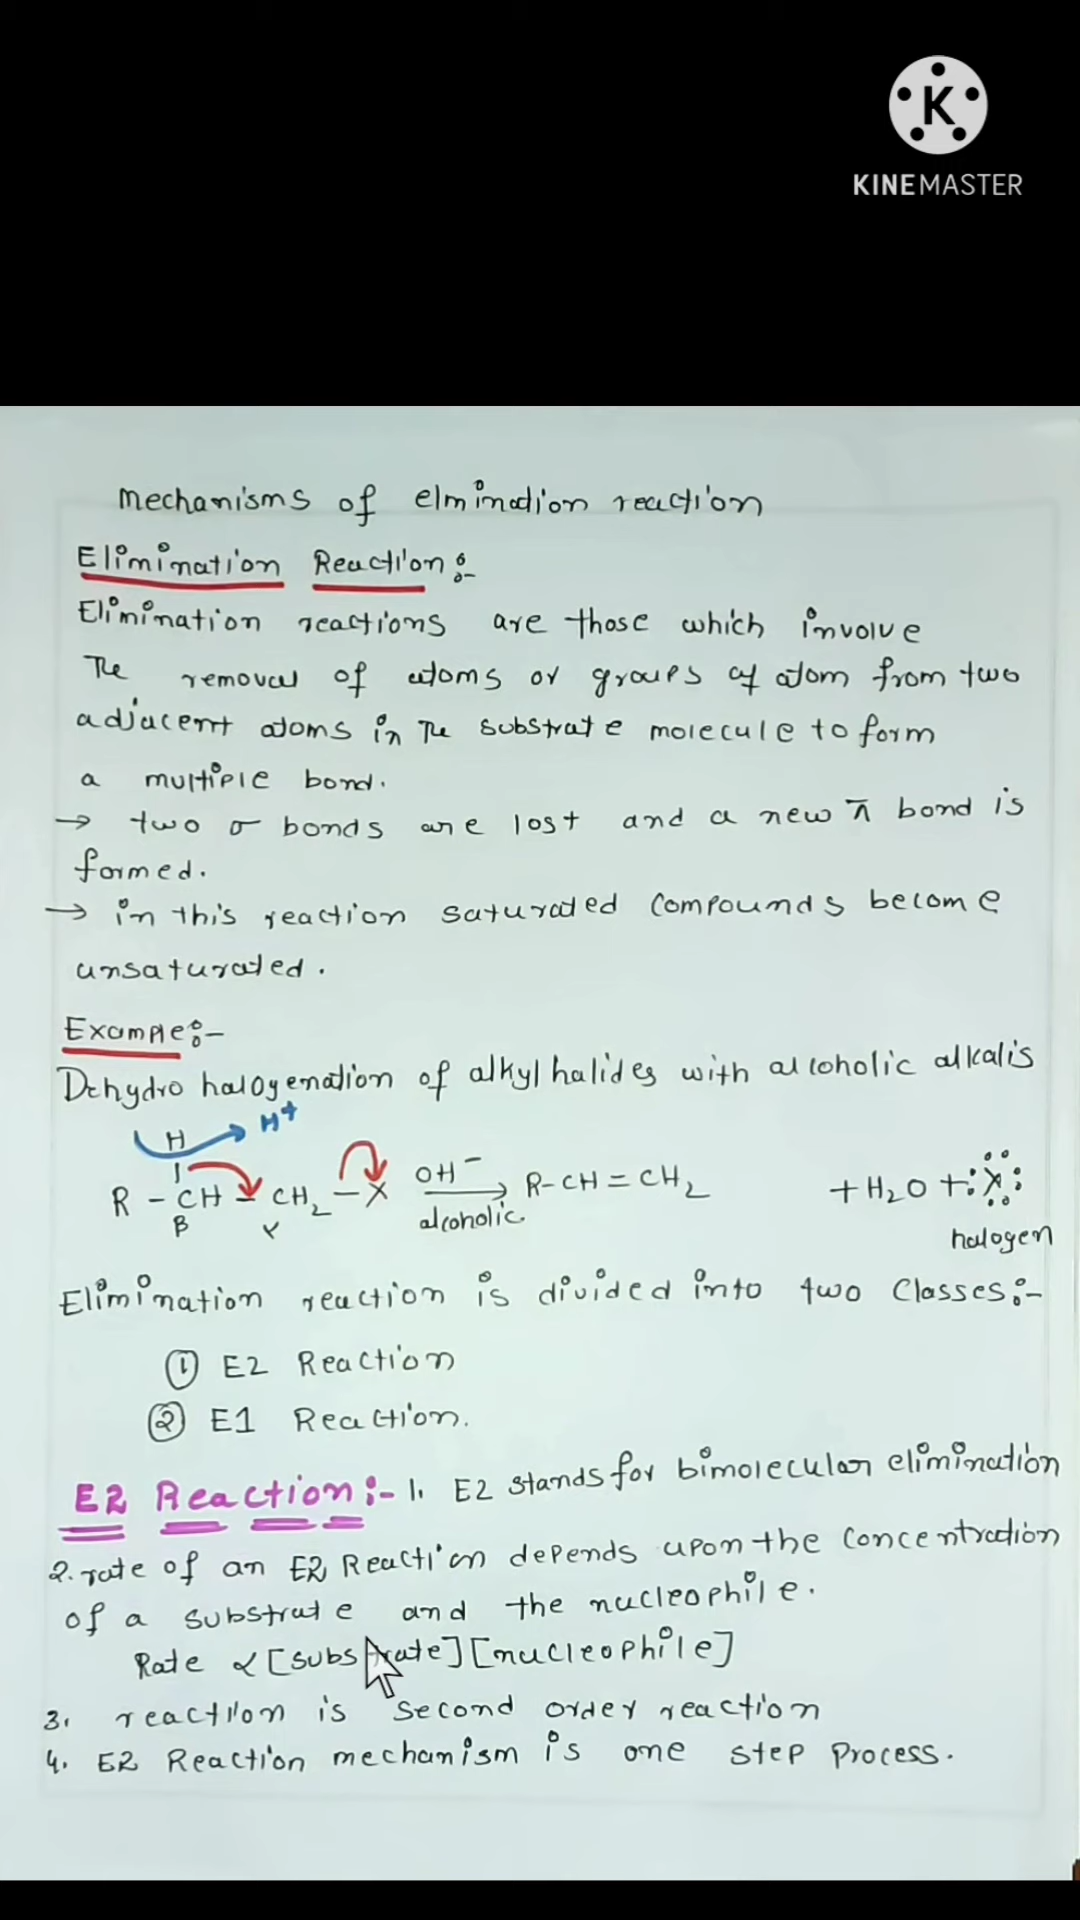 K
KINEMASTER
Mechanisms of elmination reaction
Elimination Reaction :-
Elimination reactions are those which involve
The removal of atoms or groups of atom from two
adjacent atoms in The substrate molecule to form
a multiple bond.
→ two σ bonds are lost and a new π bond is
formed.
→ in this reaction saturated compounds become
unsaturated.
Example:-
Dehydro halogenation of alkyl halides with alcoholic alkalis
H H+
R - CH - CH2 - X OH- → R-CH=CH2 + H2O + :X:
β α alcoholic halogen
Elimination reaction is divided into two classes:-
① E2 Reaction
② E1 Reaction.
E2 Reaction:- 1. E2 stands for bimolecular elimination
2. rate of an E2 Reaction depends upon the concentration
of a substrate and the nucleophile.
Rate α [substrate][nucleophile]
3. reaction is second order reaction
4. E2 Reaction mechanism is one step process.